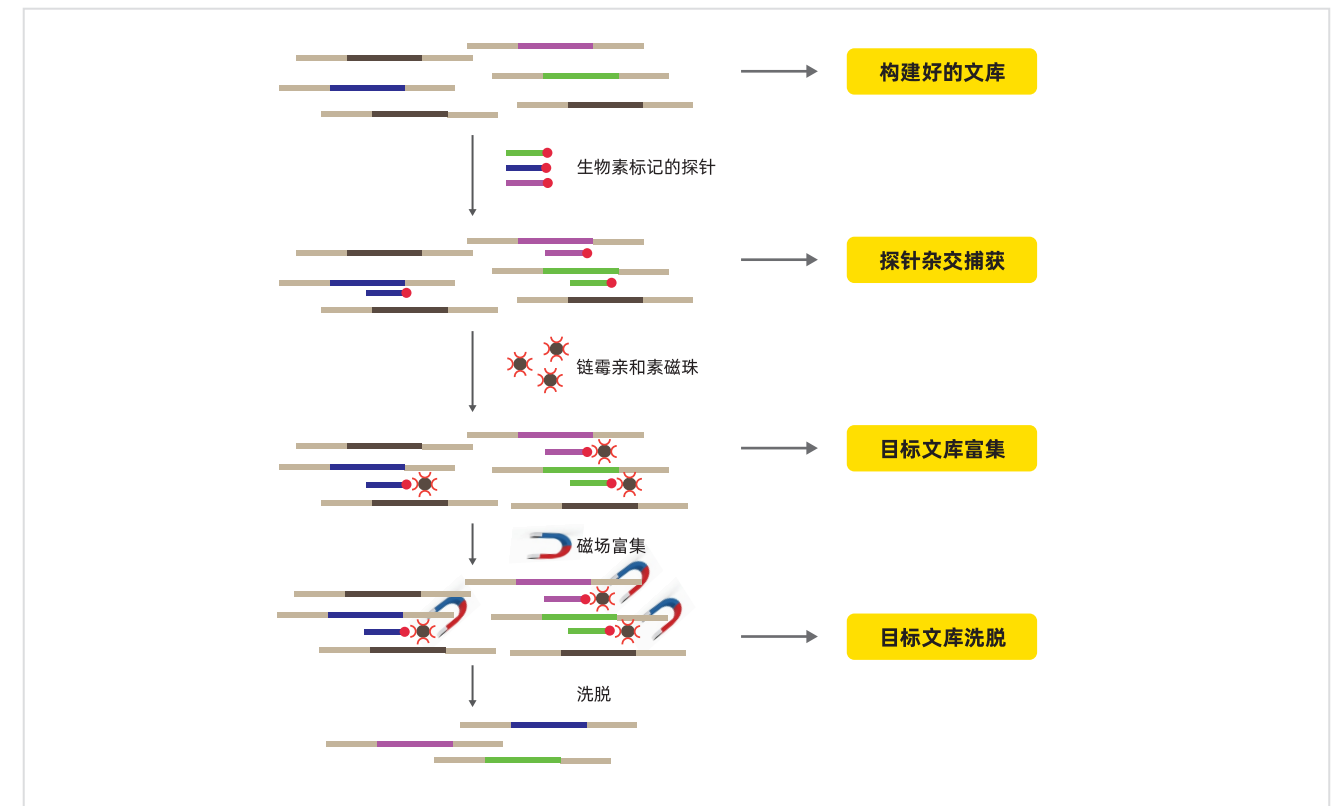 构建好的文库
生物素标记的探针
探针杂交捕获
链霉亲和素磁珠
目标文库富集
磁场富集
目标文库洗脱
洗脱